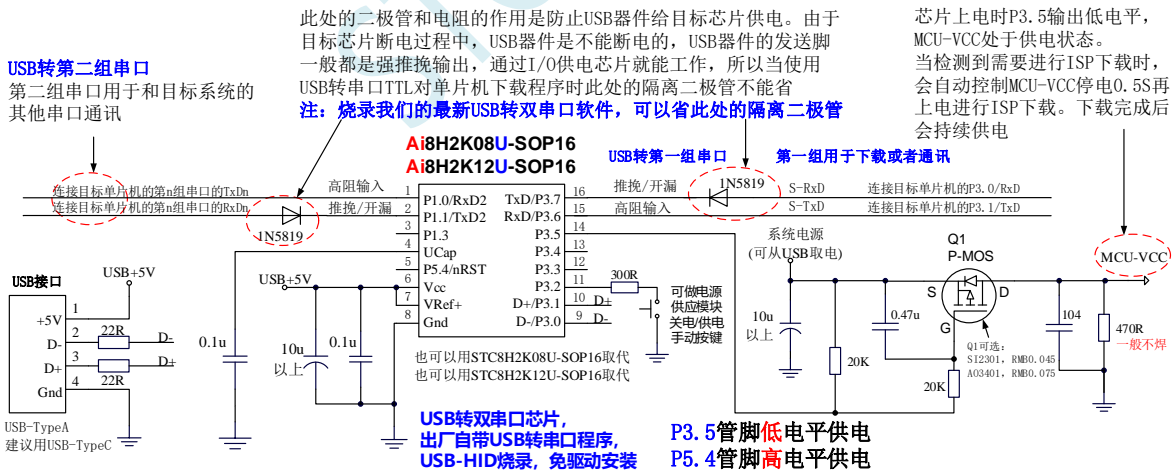 此处的二极管和电阻的作用是防止USB器件给目标芯片供电。由于
目标芯片断电过程中，USB器件是不能断电的，USB器件的发送脚
一般都是强推挽输出，通过I/O供电芯片就能工作，所以当使用
USB转串口TTL对单片机下载程序时此处的隔离二极管不能省
注：烧录我们的最新USB转双串口软件，可以省此处的隔离二极管
芯片上电时P3.5输出低电平，
MCU-VCC处于供电状态。
当检测到需要进行ISP下载时，
会自动控制MCU-VCC停电0.5S再
上电进行ISP下载。下载完成后
会持续供电
USB转第二组串口
第二组串口用于和目标系统的
其他串口通讯
Ai8H2K08U-SOP16
Ai8H2K12U-SOP16
USB转第一组串口
第一组用于下载或者通讯
连接目标单片机的第n组串口的TxDn
高阻输入
连接目标单片机的第n组串口的RxDn
推挽/开漏
1N5819
1
2
3
4
5
6
7
8
P1.0/RxD2
P1.1/TxD2
P1.3
UCap
P5.4/nRST
Vcc
VRef+
Gnd
TxD/P3.7
RxD/P3.6
P3.5
P3.4
P3.3
P3.2
D+/P3.1
D-/P3.0
16
15
14
13
12
11
10
9
推挽/开漏
1N5819
S-RxD
连接目标单片机的P3.0/RxD
高阻输入
S-TxD
连接目标单片机的P3.1/TxD
300R
D+
D-
可做电源
供应模块
关电/供电
手动按键
系统电源
(可从USB取电)
Q1
P-MOS
S
D
G
MCU-VCC
10u
以上
0.47u
20K
20K
104
470R
一般不焊
Q1可选：
SI2301, RMB0.045
AO3401, RMB0.075
USB接口
USB+5V
+5V
D-
D+
Gnd
1
2
3
4
22R
22R
D-
D+
USB-TypeA
建议用USB-TypeC
0.1u
USB+5V
10u
以上
0.1u
也可以用STC8H2K08U-SOP16取代
也可以用STC8H2K12U-SOP16取代
USB转双串口芯片，
出厂自带USB转串口程序，
USB-HID烧录，免驱动安装
P3.5管脚低电平供电
P5.4管脚高电平供电